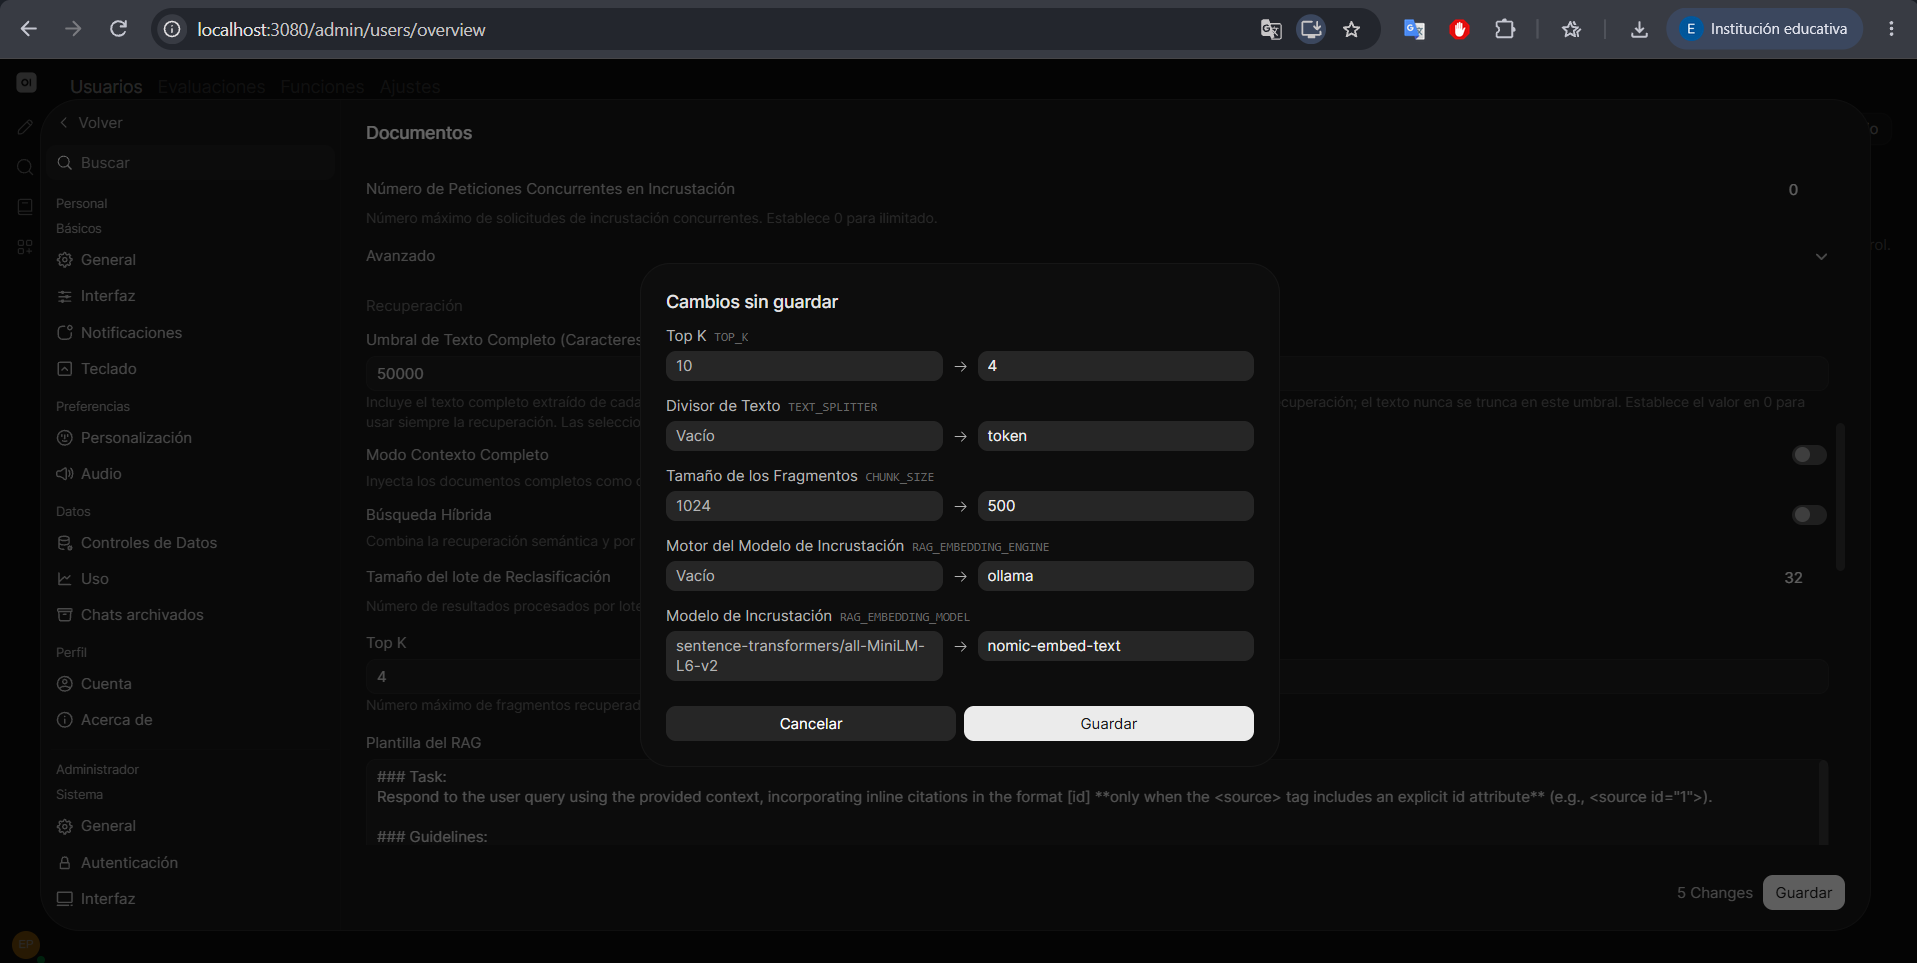 localhost:3080/admin/users/overview
E Institución educativa
OI
Usuarios Evaluaciones Funciones Ajustes
Volver
Buscar
Personal
Básicos
General
Interfaz
Notificaciones
Teclado
Preferencias
Personalización
Audio
Datos
Controles de Datos
Uso
Chats archivados
Perfil
Cuenta
Acerca de
Administrador
Sistema
General
Autenticación
Interfaz
EP
Documentos
Número de Peticiones Concurrentes en Incrustación
0
Número máximo de solicitudes de incrustación concurrentes. Establece 0 para ilimitado.
Avanzado
rol.
Recuperación
Umbral de Texto Completo (Caracteres
50000
Incluye el texto completo extraído de cada
cuperación; el texto nunca se trunca en este umbral. Establece el valor en 0 para
usar siempre la recuperación. Las seleccio
Modo Contexto Completo
Inyecta los documentos completos como c
Búsqueda Híbrida
Combina la recuperación semántica y por
Tamaño del lote de Reclasificación
32
Número de resultados procesados por lote
Top K
4
Número máximo de fragmentos recuperad
Plantilla del RAG
### Task:
Respond to the user query using the provided context, incorporating inline citations in the format [id] **only when the <source> tag includes an explicit id attribute** (e.g., <source id="1">).
### Guidelines:
5 Changes
Guardar
Cambios sin guardar
Top K TOP_K
10 → 4
Divisor de Texto TEXT_SPLITTER
Vacío → token
Tamaño de los Fragmentos CHUNK_SIZE
1024 → 500
Motor del Modelo de Incrustación RAG_EMBEDDING_ENGINE
Vacío → ollama
Modelo de Incrustación RAG_EMBEDDING_MODEL
sentence-transformers/all-MiniLM-
L6-v2 → nomic-embed-text
Cancelar
Guardar